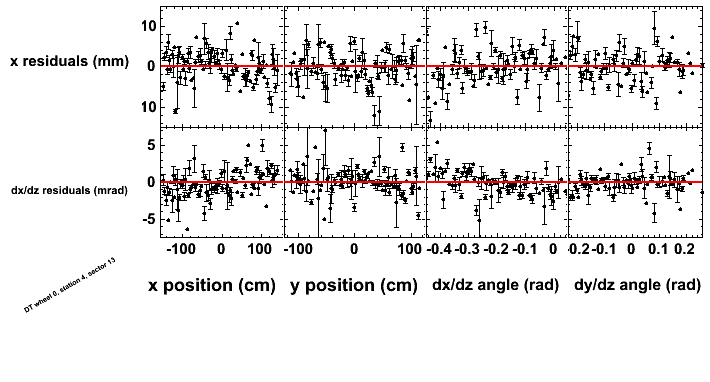 10
x residuals (mm)
0
10
5
dx/dz residuals (mrad)
0
-5
-100 0 100 -100 0 100 -0.4 -0.3 -0.2 -0.1 0 0.2 -0.1 0 0.1 0.2
x position (cm) y position (cm) dx/dz angle (rad) dy/dz angle (rad)
DT wheel 0, station 4, sector 13